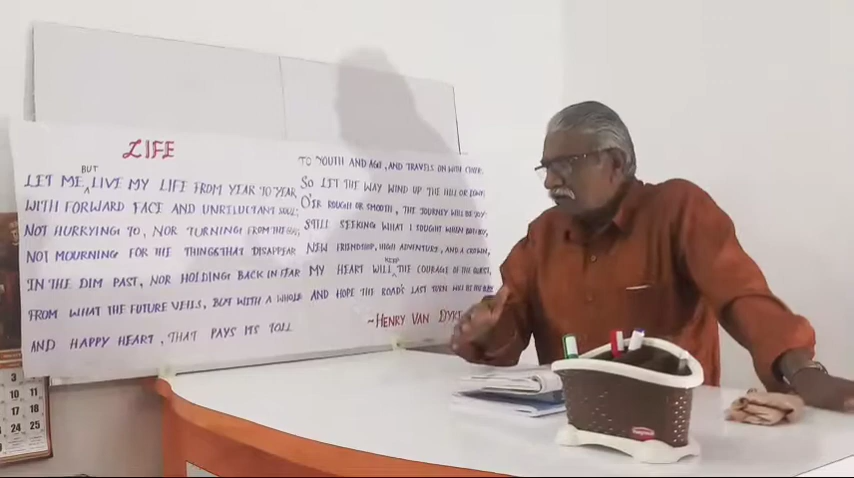 LIFE
BUT
LET ME, LIVE MY LIFE FROM YEAR TO YEAR
WITH FORWARD FACE AND UNRELUCTANT SOUL;
NOT HURRYING TO, NOR TURNING FROM THE
NOT MOURNING FOR THE THINGS THAT DISAPPEAR
IN THE DIM PAST, NOR HOLDING BACK IN FEAR
FROM WHAT THE FUTURE VEILS, BUT WITH A WHOLE
AND HAPPY HEART, THAT PAYS ITS TOLL
TO YOUTH AND AGE, AND TRAVELS ON WITH CHEER.
SO LET THE WAY WIND UP THE HILL OR DOWN,
O'ER ROUGH OR SMOOTH, THE JOURNEY WILL BE JOY:
STILL SEEKING WHAT I SOUGHT WHEN BUT A BOY,
NEW FRIENDSHIP, HIGH ADVENTURE, AND A CROWN,
KEEP
MY HEART WILL THE COURAGE OF THE QUEST,
AND HOPE THE ROAD'S LAST TURN WILL BE THE
~HENRY VAN DYKE
3
10 11
17 18
24 25